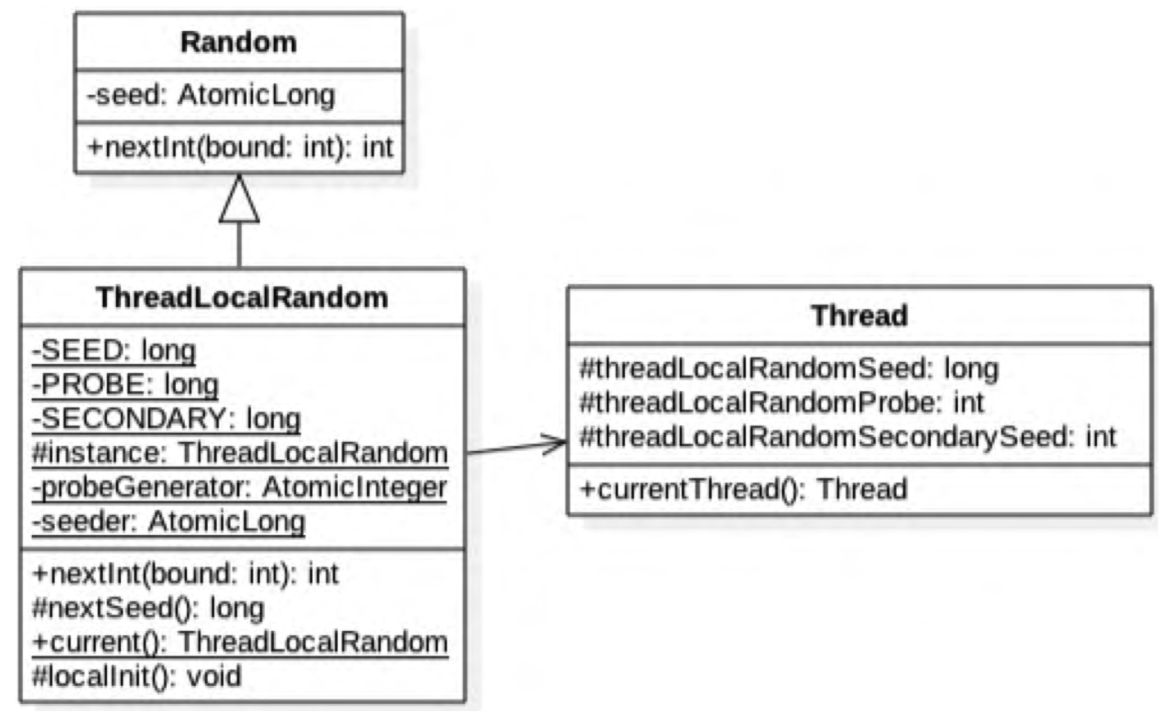 Random
-seed: AtomicLong
+nextInt(bound: int): int
ThreadLocalRandom
-SEED: long
-PROBE: long
-SECONDARY: long
#instance: ThreadLocalRandom
-probeGenerator: AtomicInteger
-seeder: AtomicLong
+nextInt(bound: int): int
#nextSeed(): long
+current(): ThreadLocalRandom
#localInit(): void
Thread
#threadLocalRandomSeed: long
#threadLocalRandomProbe: int
#threadLocalRandomSecondarySeed: int
+currentThread(): Thread